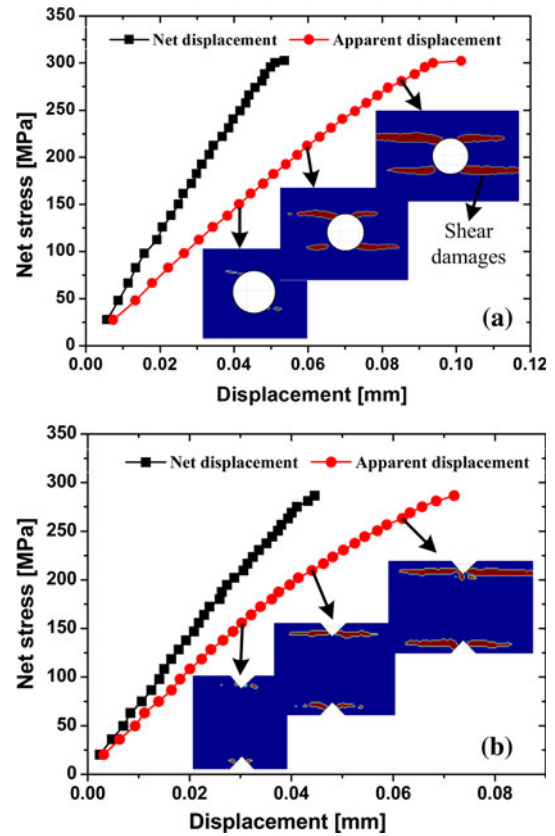 350
Net displacement Apparent displacement
300
250
200
150
100
50
0
Net stress [MPa]
Shear
damages
(a)
0.00 0.02 0.04 0.06 0.08 0.10 0.12
Displacement [mm]
350
Net displacement Apparent displacement
300
250
200
150
100
50
0
Net stress [MPa]
(b)
0.00 0.02 0.04 0.06 0.08
Displacement [mm]